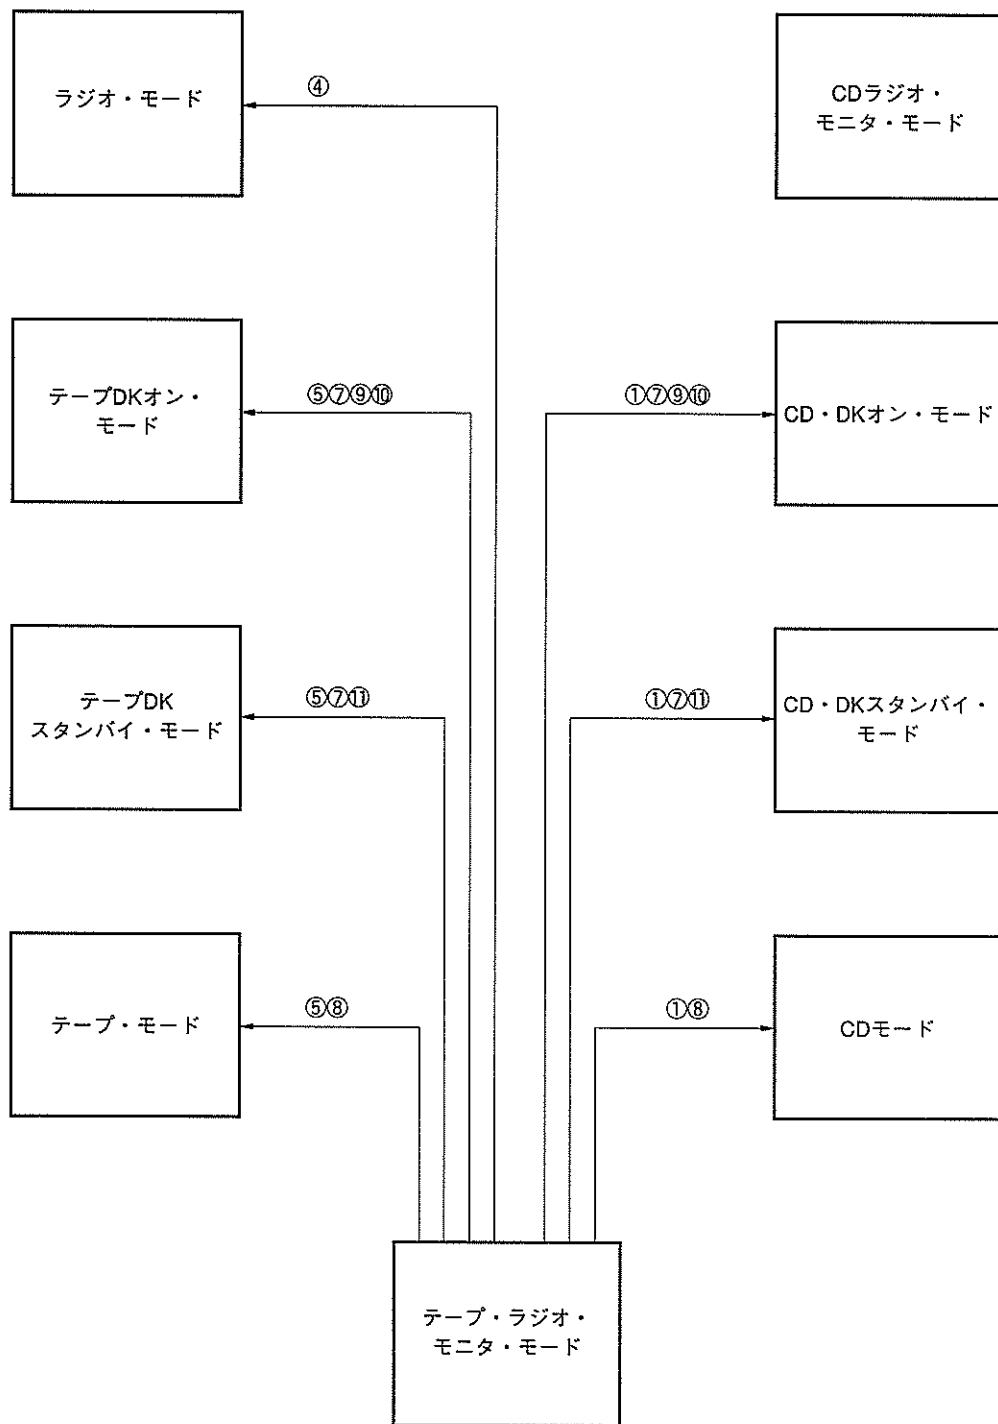 ラジオ・モード
④
CDラジオ・
モニタ・モード
テープDKオン・
モード
⑤⑦⑨⑩
①⑦⑨⑩
CD・DKオン・モード
テープDK
スタンバイ・モード
⑤⑦⑪
①⑦⑪
CD・DKスタンバイ・
モード
テープ・モード
⑤⑧
①⑧
CDモード
テープ・ラジオ・
モニタ・モード